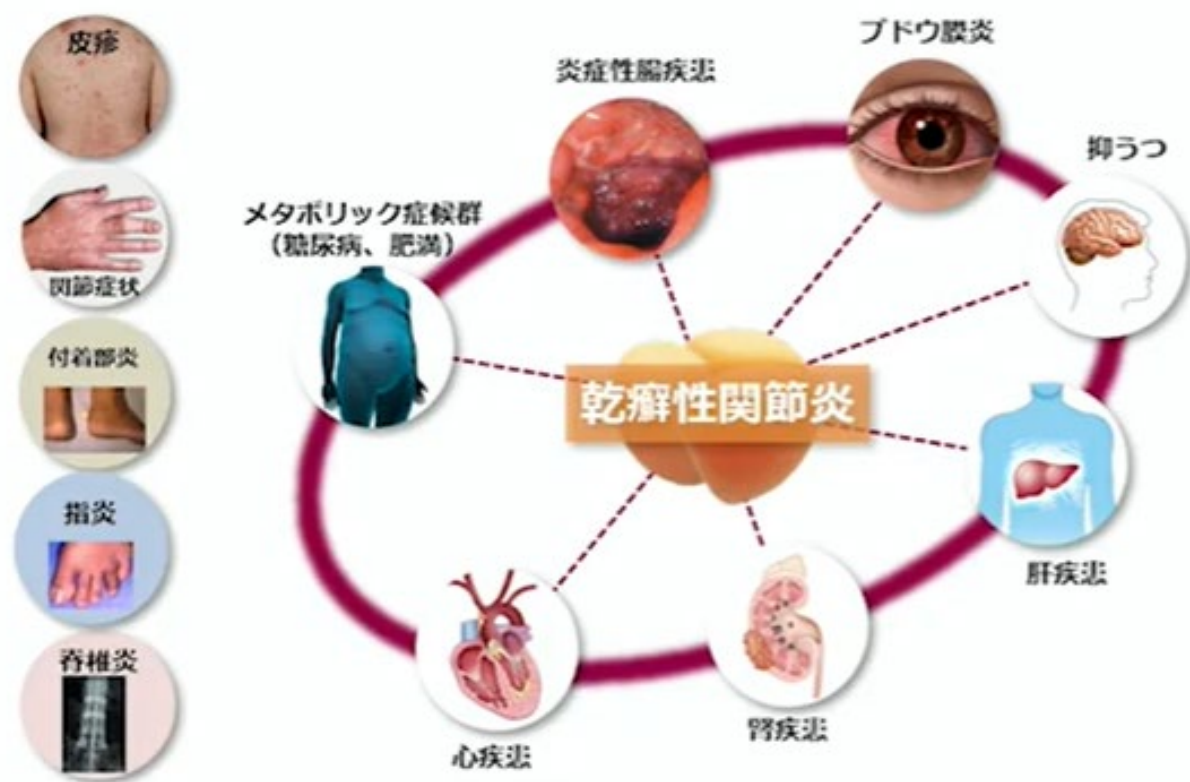 皮疹
関節症状
付着部炎
指炎
脊椎炎
炎症性腸疾患
ブドウ膜炎
抑うつ
メタボリック症候群
（糖尿病、肥満）
乾癬性関節炎
肝疾患
腎疾患
心疾患